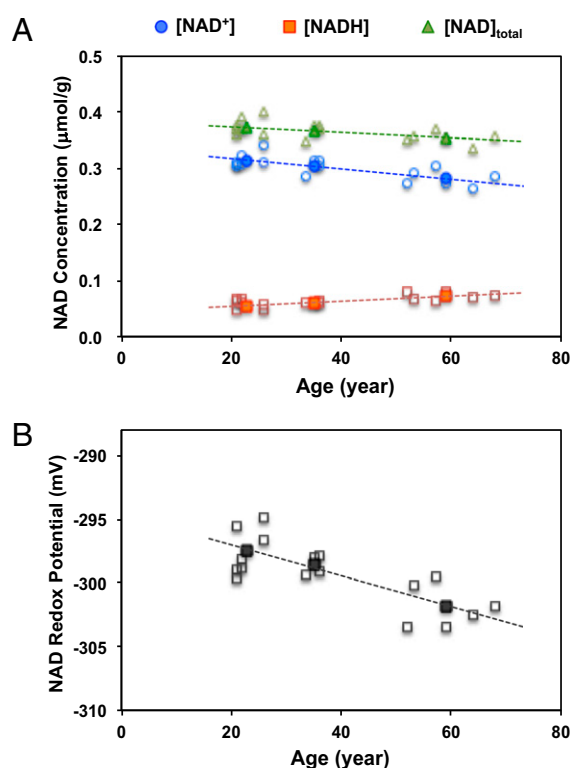 A
[NAD⁺] [NADH] [NAD]total
NAD Concentration (μmol/g)
0.5
0.4
0.3
0.2
0.1
0.0
0 20 40 60 80
Age (year)
B
NAD Redox Potential (mV)
-290
-295
-300
-305
-310
0 20 40 60 80
Age (year)